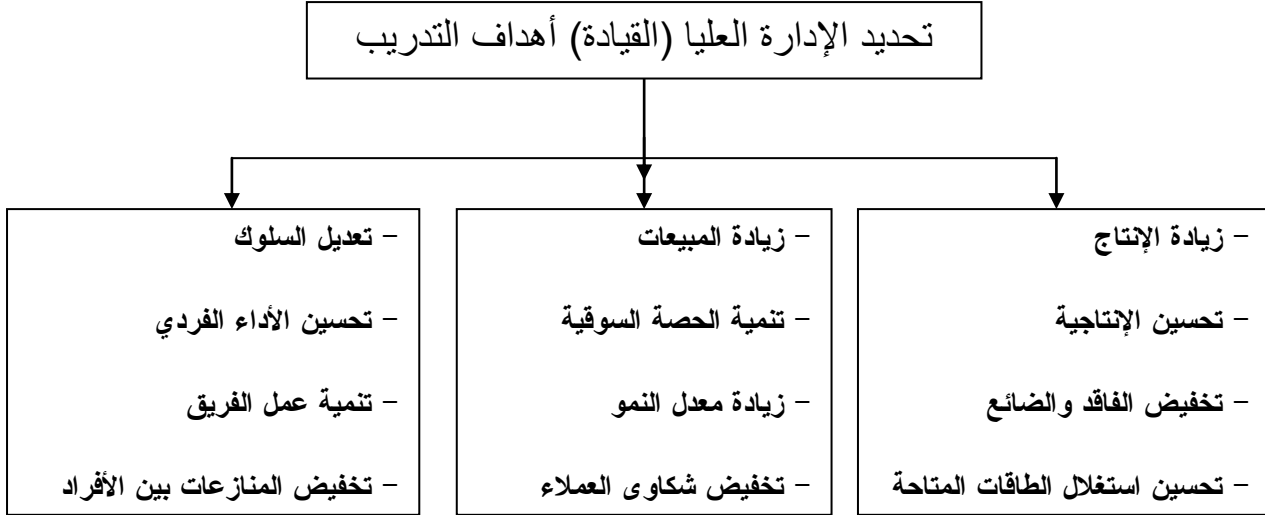 تحديد الإدارة العليا (القيادة) أهداف التدريب
– زيادة الإنتاج
– تحسين الإنتاجية
– تخفيض الفاقد والضائع
– تحسين استغلال الطاقات المتاحة
– زيادة المبيعات
– تنمية الحصة السوقية
– زيادة معدل النمو
– تخفيض شكاوى العملاء
– تعديل السلوك
– تحسين الأداء الفردي
– تنمية عمل الفريق
– تخفيض المنازعات بين الأفراد